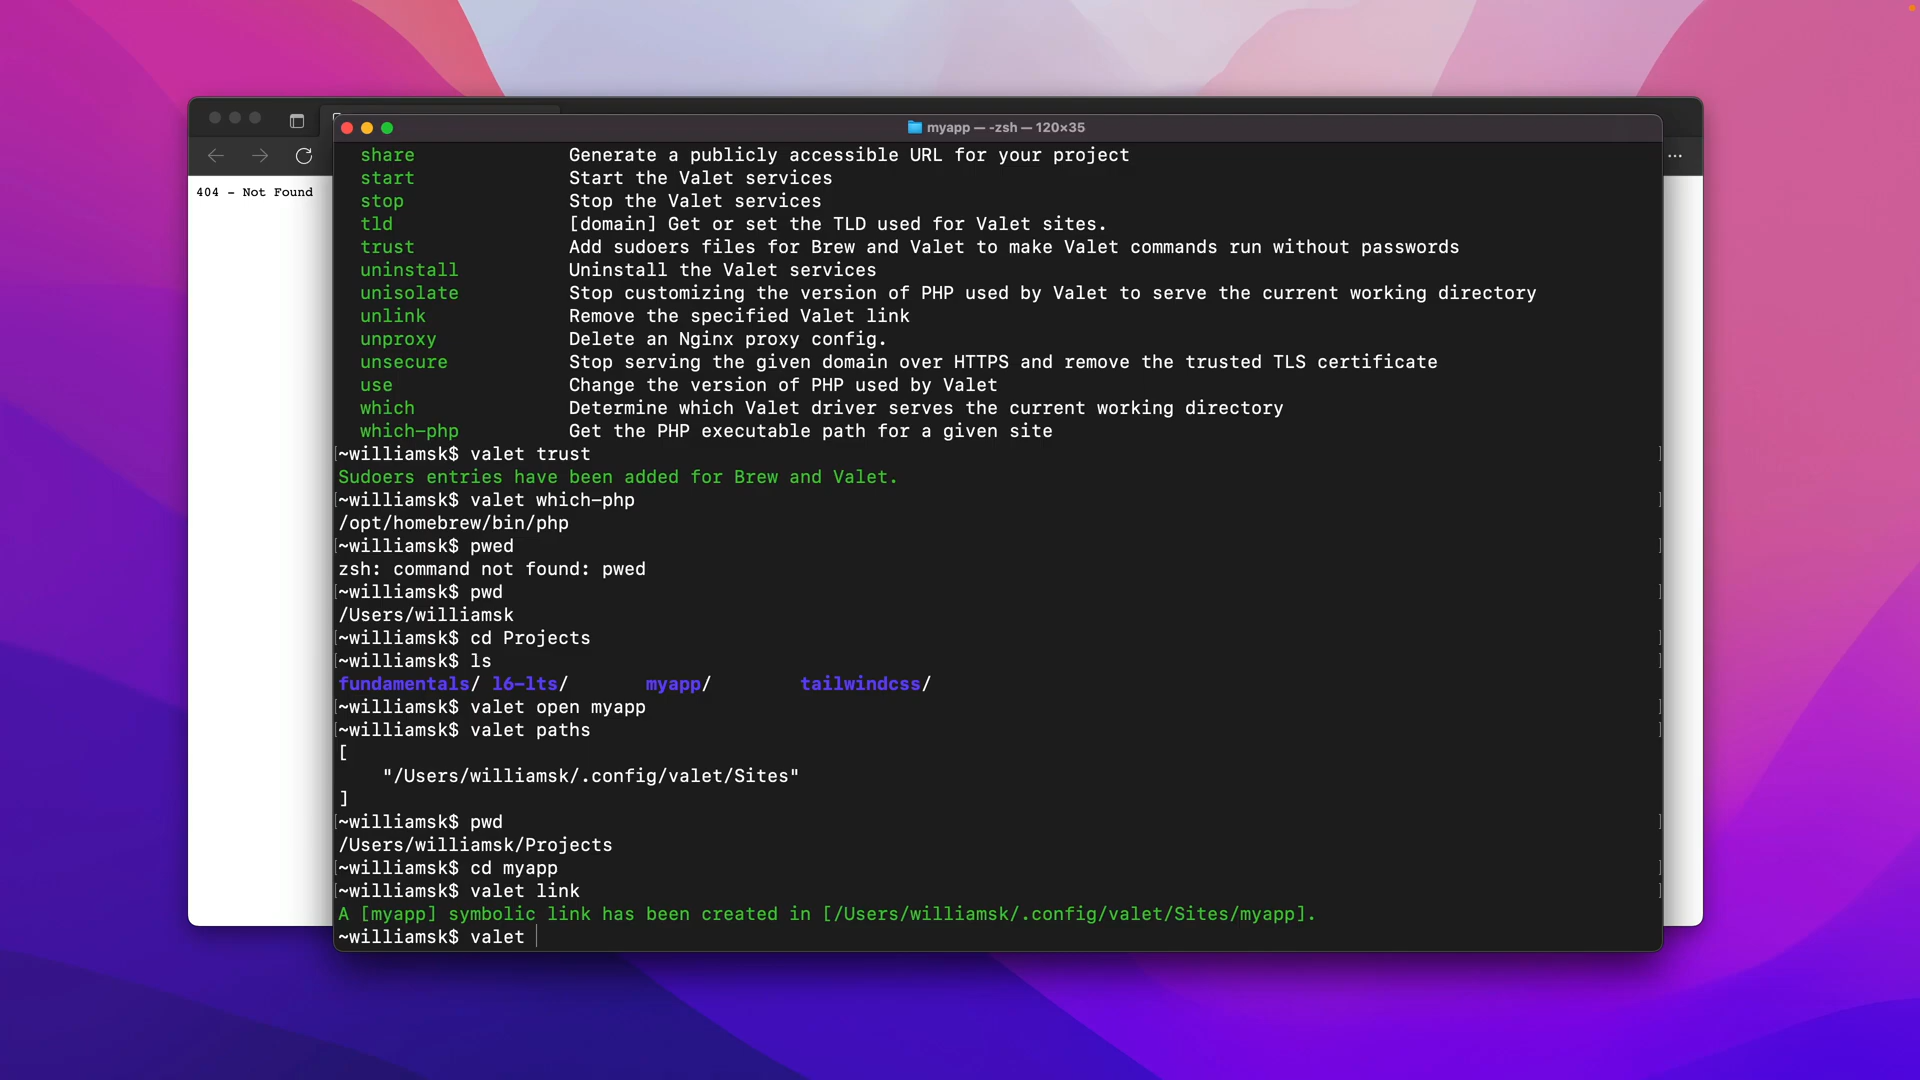 myapp — -zsh — 120×35
404 - Not Found
share Generate a publicly accessible URL for your project
start Start the Valet services
stop Stop the Valet services
tld [domain] Get or set the TLD used for Valet sites.
trust Add sudoers files for Brew and Valet to make Valet commands run without passwords
uninstall Uninstall the Valet services
unisolate Stop customizing the version of PHP used by Valet to serve the current working directory
unlink Remove the specified Valet link
unproxy Delete an Nginx proxy config.
unsecure Stop serving the given domain over HTTPS and remove the trusted TLS certificate
use Change the version of PHP used by Valet
which Determine which Valet driver serves the current working directory
which-php Get the PHP executable path for a given site
[~williamsk$ valet trust ]
Sudoers entries have been added for Brew and Valet.
[~williamsk$ valet which-php ]
/opt/homebrew/bin/php
[~williamsk$ pwed ]
zsh: command not found: pwed
[~williamsk$ pwd ]
/Users/williamsk
[~williamsk$ cd Projects ]
[~williamsk$ ls ]
fundamentals/ l6-lts/ myapp/ tailwindcss/
[~williamsk$ valet open myapp ]
[~williamsk$ valet paths ]
[
"/Users/williamsk/.config/valet/Sites"
]
[~williamsk$ pwd ]
/Users/williamsk/Projects
[~williamsk$ cd myapp ]
[~williamsk$ valet link ]
A [myapp] symbolic link has been created in [/Users/williamsk/.config/valet/Sites/myapp].
~williamsk$ valet